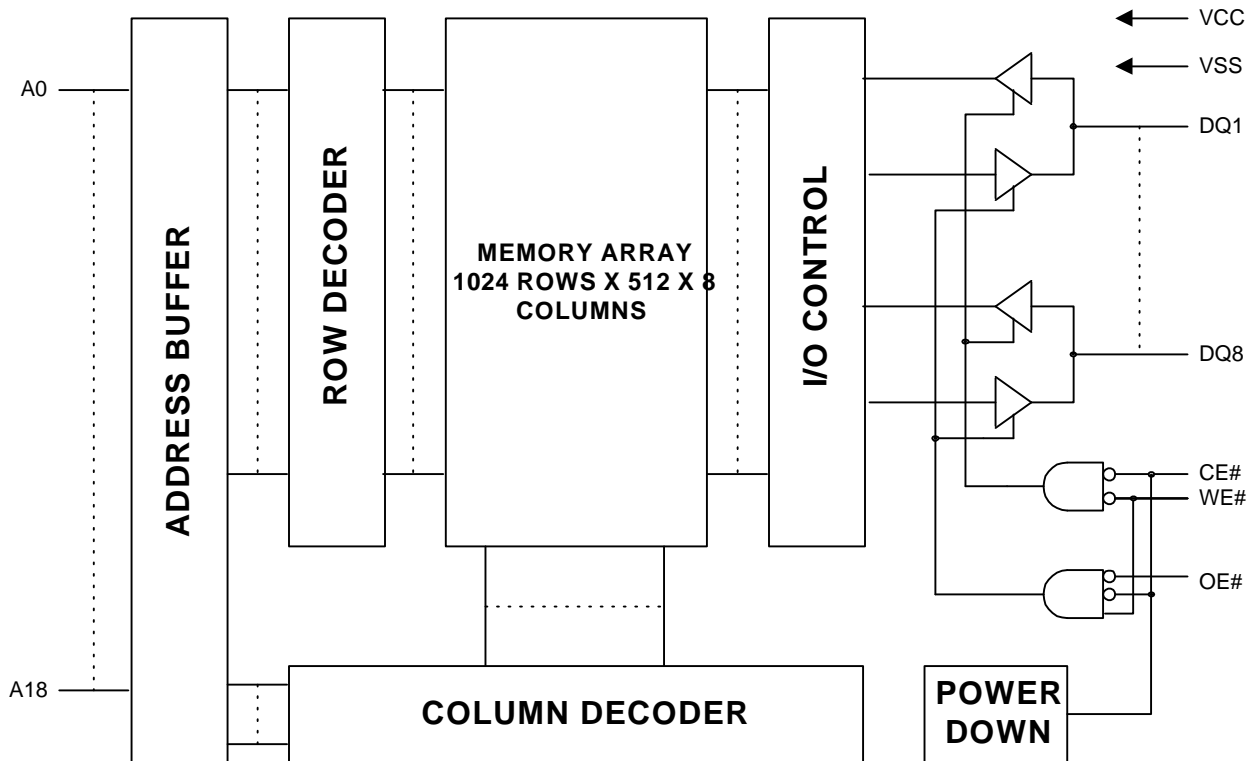 VCC
VSS
A0
DQ1
ADDRESS BUFFER
ROW DECODER
MEMORY ARRAY
1024 ROWS X 512 X 8
COLUMNS
I/O CONTROL
DQ8
CE#
WE#
OE#
A18
COLUMN DECODER
POWER
DOWN